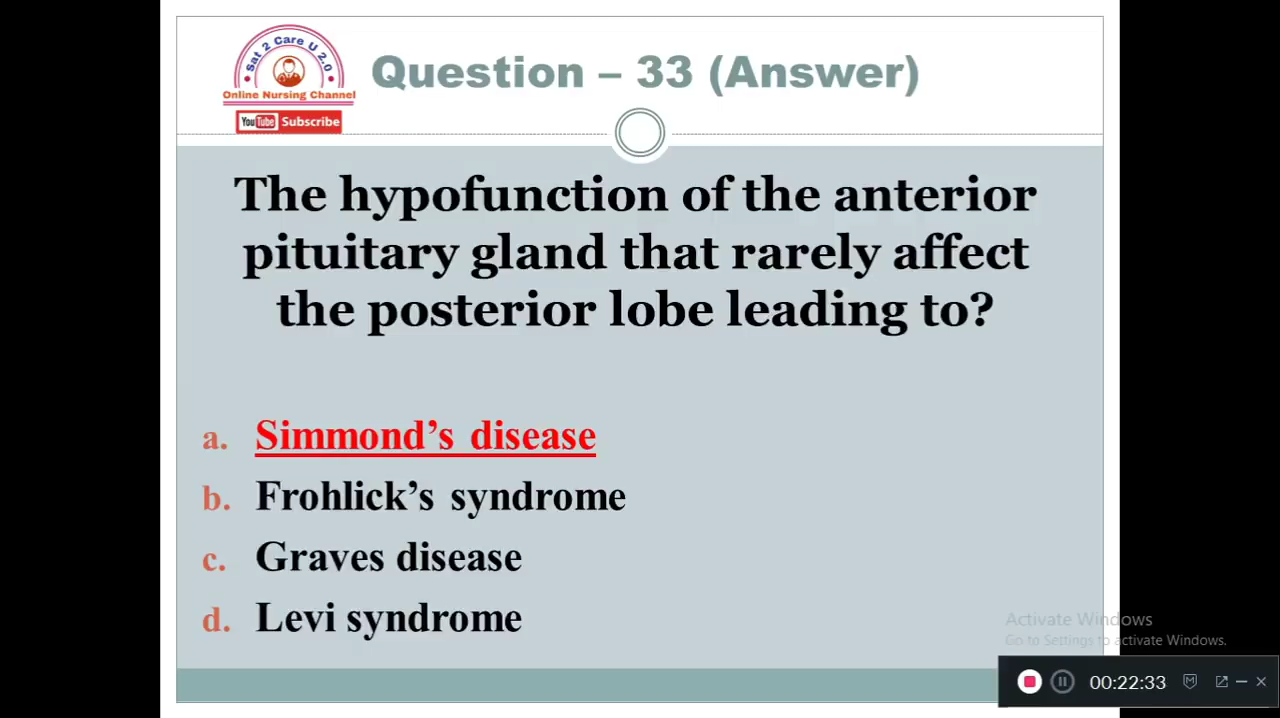 Sat 2 Care U 2.0
Online Nursing Channel
YouTube Subscribe
Question – 33 (Answer)
The hypofunction of the anterior
pituitary gland that rarely affect
the posterior lobe leading to?
a. Simmond’s disease
b. Frohlick’s syndrome
c. Graves disease
d. Levi syndrome
Activate Windows
Go to Settings to activate Windows.
00:22:33